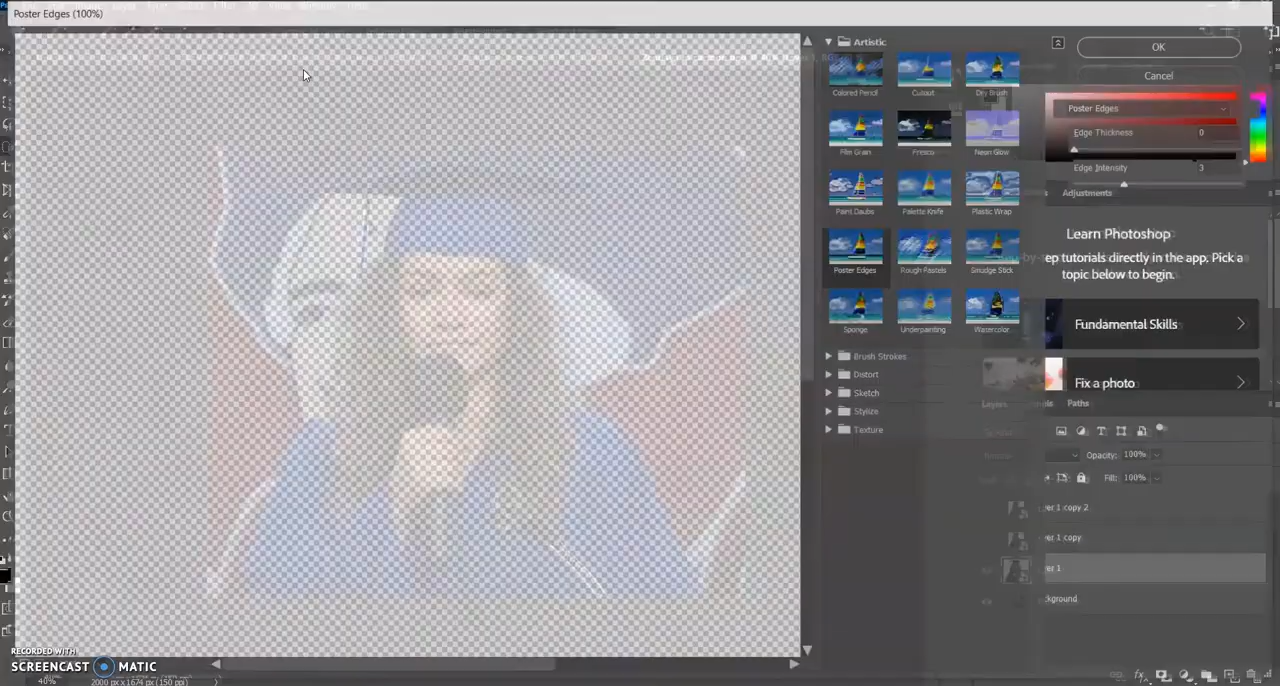 Poster Edges (100%)
Artistic
OK
Cancel
Colored Pencil
Cutout
Dry Brush
Poster Edges
Edge Thickness 0
Film Grain
Fresco
Neon Glow
Edge Intensity 3
Adjustments
Paint Daubs
Palette Knife
Plastic Wrap
Learn Photoshop
ep tutorials directly in the app. Pick a
topic below to begin.
Poster Edges
Rough Pastels
Smudge Stick
Fundamental Skills
Sponge
Underpainting
Watercolor
Brush Strokes
Distort
Fix a photo
Sketch
Layers
Paths
Stylize
Texture
Opacity: 100%
Fill: 100%
er 1 copy 2
er 1 copy
er 1
kground
RECORDED WITH
SCREENCAST MATIC
40%
2000 px x 1674 px (150 ppi)